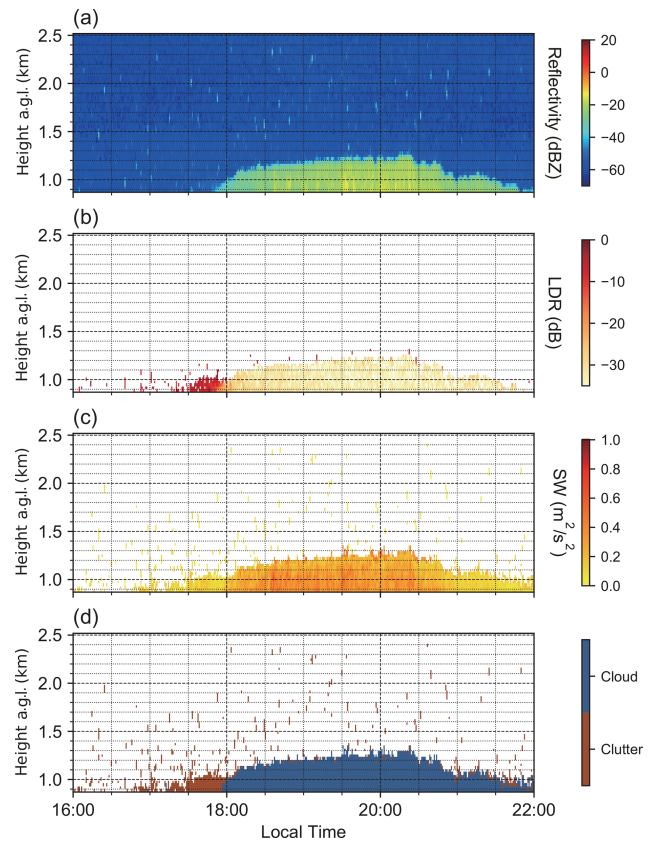 (a)
2.5
2.0
1.5
1.0
Height a.g.l. (km)
20
0
−20
−40
−60
Reflectivity (dBZ)
(b)
2.5
2.0
1.5
1.0
Height a.g.l. (km)
0
−10
−20
−30
LDR (dB)
(c)
2.5
2.0
1.5
1.0
Height a.g.l. (km)
1.0
0.8
0.6
0.4
0.2
0.0
SW (m²/s²)
(d)
2.5
2.0
1.5
1.0
Height a.g.l. (km)
Cloud
Clutter
16:00 18:00 20:00 22:00
Local Time